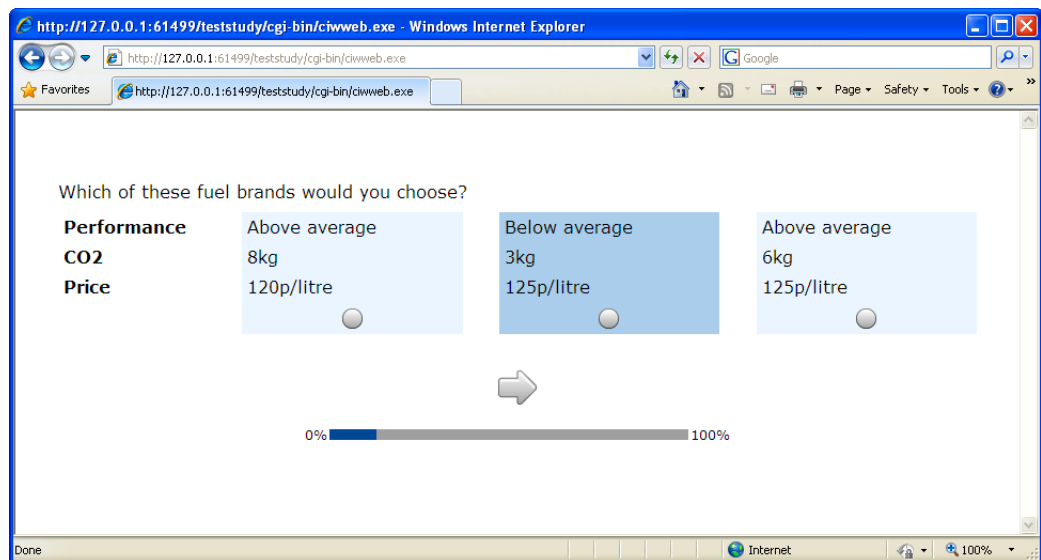 http://127.0.0.1:61499/teststudy/cgi-bin/ciwweb.exe - Windows Internet Explorer
http://127.0.0.1:61499/teststudy/cgi-bin/ciwweb.exe Google
Favorites http://127.0.0.1:61499/teststudy/cgi-bin/ciwweb.exe Page Safety Tools »
Which of these fuel brands would you choose?
Performance Above average Below average Above average
CO2 8kg 3kg 6kg
Price 120p/litre 125p/litre 125p/litre
0% 100%
Done Internet 100%